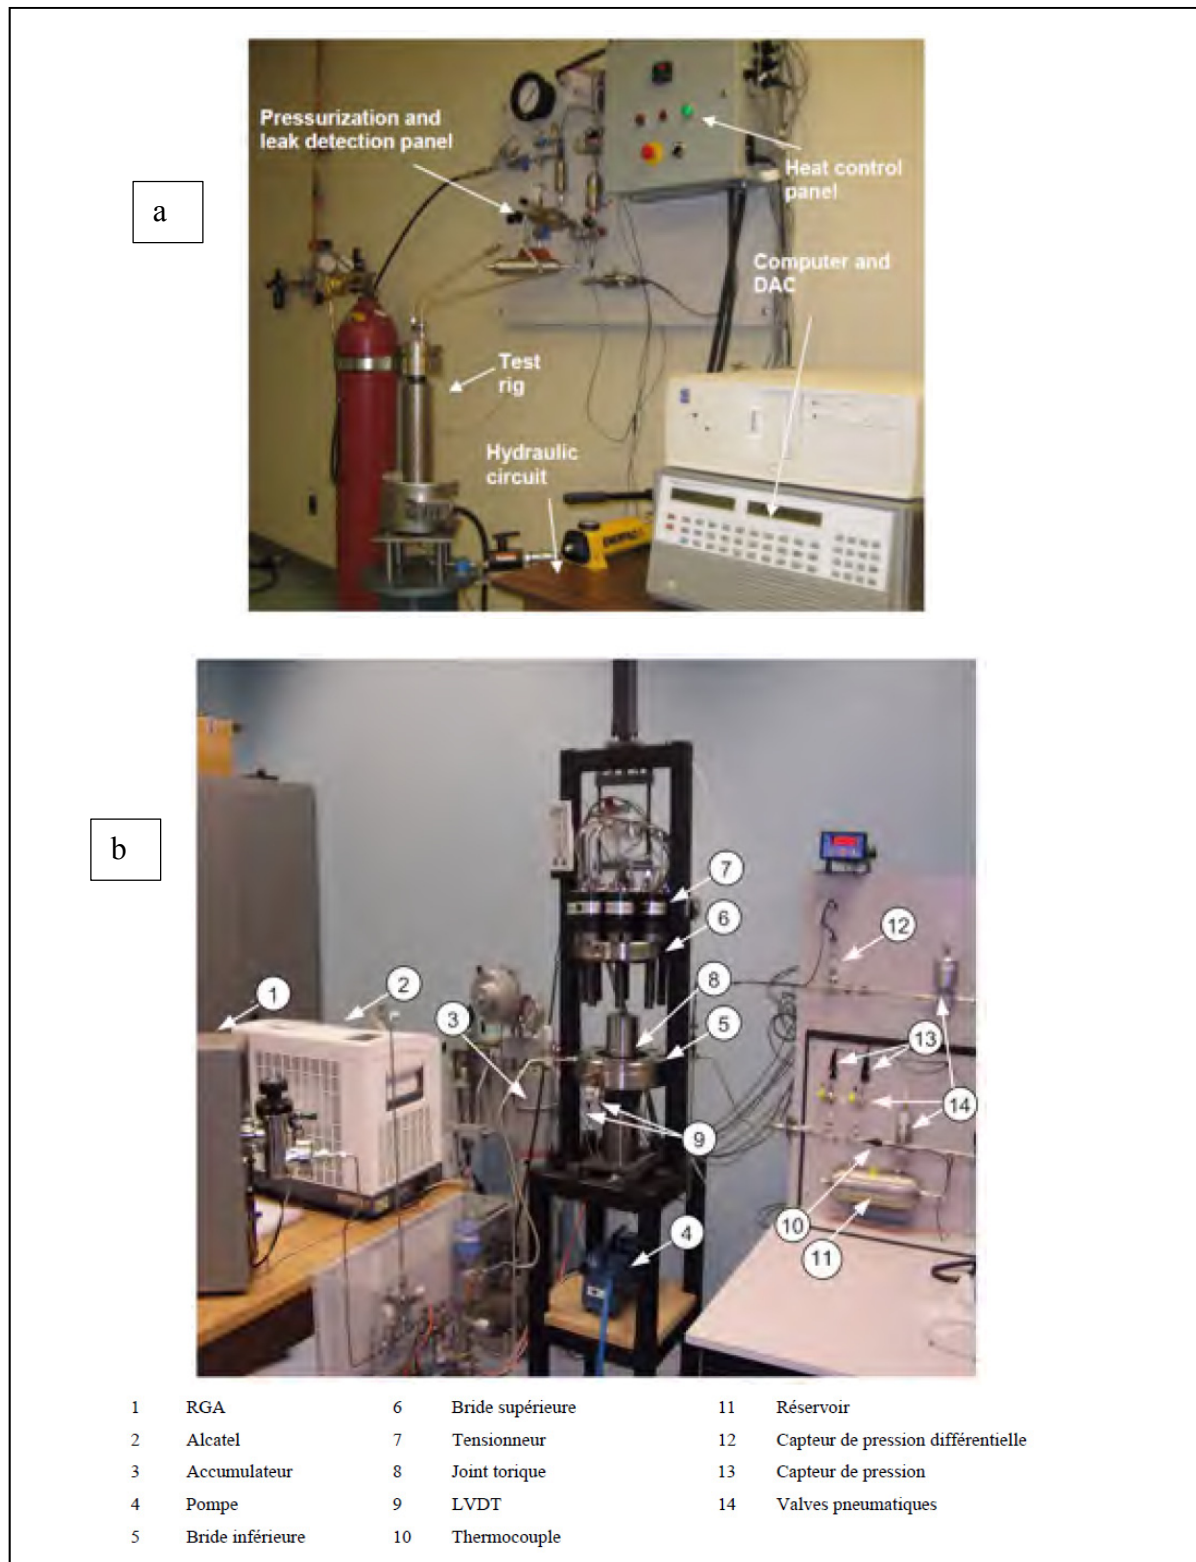 a
Pressurization and
leak detection panel
Heat control
panel
Computer and
DAC
Test
rig
Hydraulic
circuit
ENERPAC
b
7
6
12
8
1
2
3
5
13
14
9
10
4
11
1 RGA 6 Bride supérieure 11 Réservoir
2 Alcatel 7 Tensionneur 12 Capteur de pression différentielle
3 Accumulateur 8 Joint torique 13 Capteur de pression
4 Pompe 9 LVDT 14 Valves pneumatiques
5 Bride inférieure 10 Thermocouple